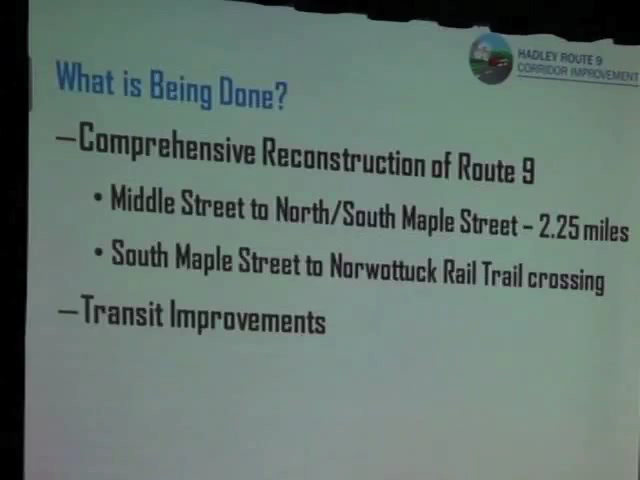 HADLEY ROUTE 9
CORRIDOR IMPROVEMENT
What is Being Done?
–Comprehensive Reconstruction of Route 9
• Middle Street to North/South Maple Street – 2.25 miles
• South Maple Street to Norwottuck Rail Trail crossing
–Transit Improvements